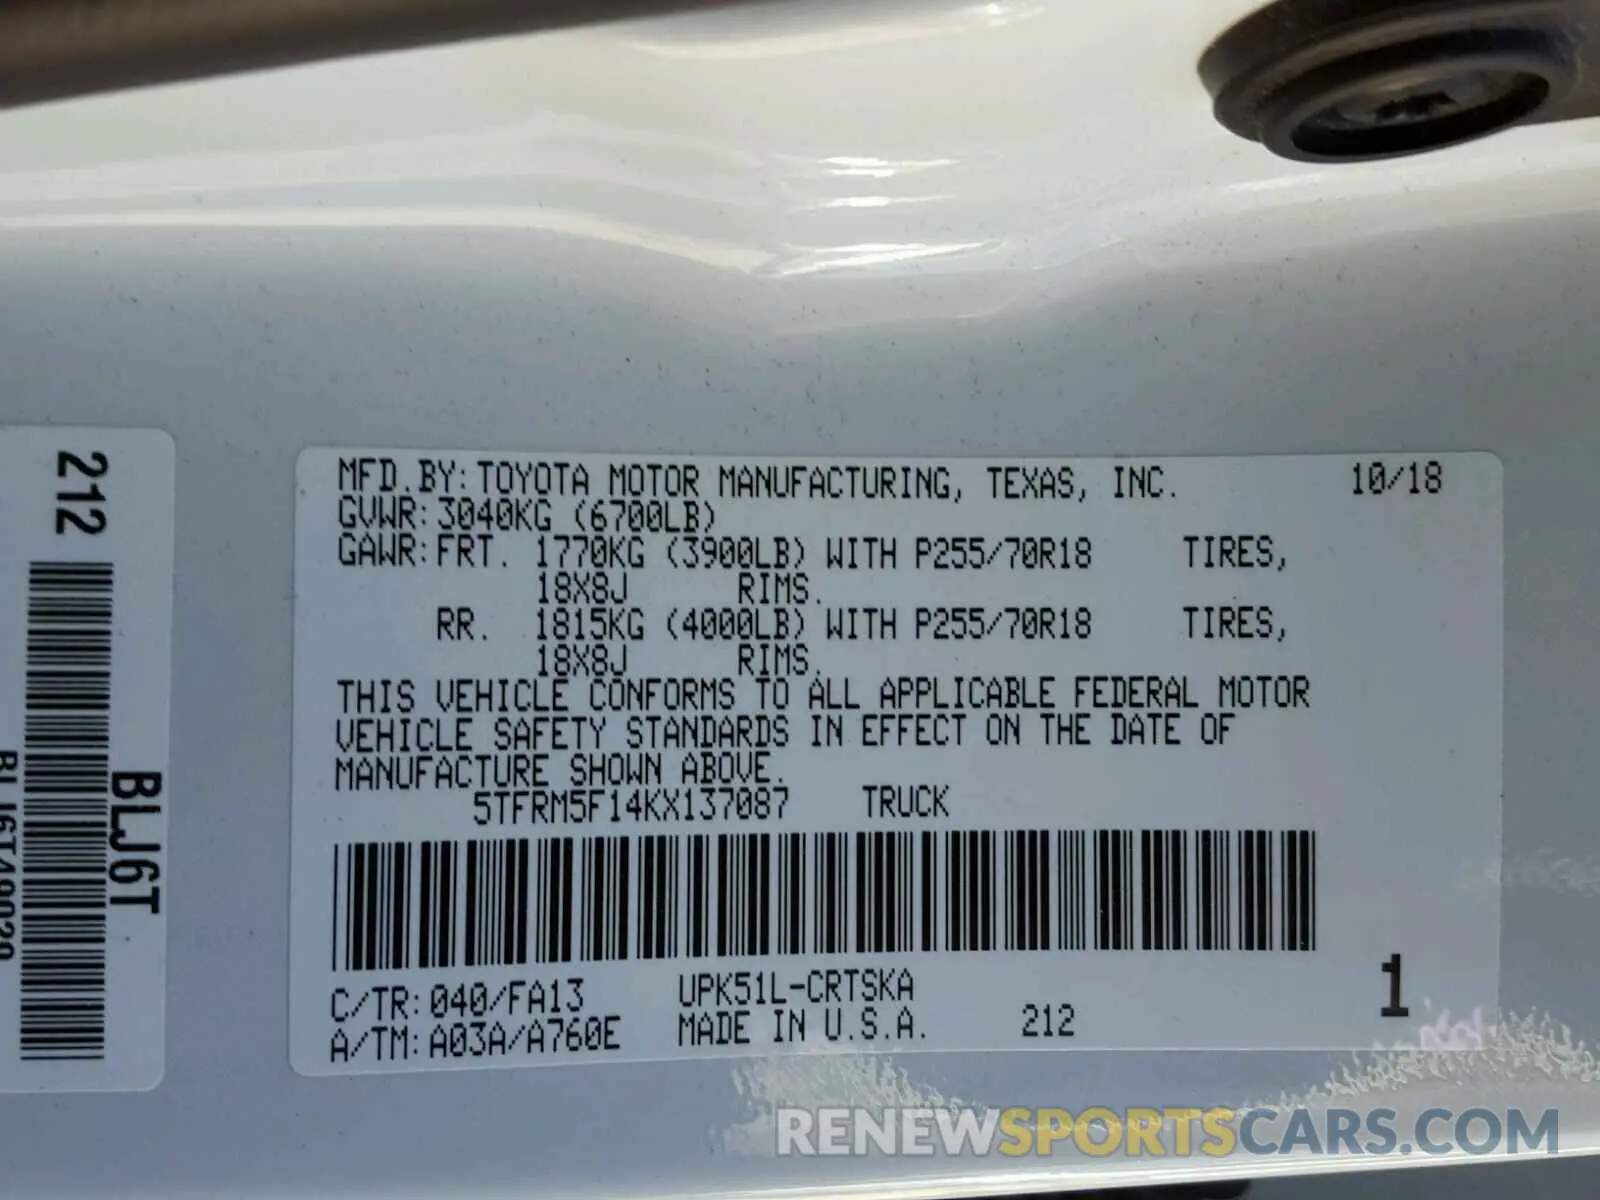 MFD.BY: TOYOTA MOTOR MANUFACTURING, TEXAS, INC. 10/18
GVWR: 3040KG (6700LB)
GAWR: FRT. 1770KG (3900LB) WITH P255/70R18 TIRES,
18X8J RIMS.
RR. 1815KG (4000LB) WITH P255/70R18 TIRES,
18X8J RIMS.
THIS VEHICLE CONFORMS TO ALL APPLICABLE FEDERAL MOTOR
VEHICLE SAFETY STANDARDS IN EFFECT ON THE DATE OF
MANUFACTURE SHOWN ABOVE.
5TFRM5F14KX137087 TRUCK
C/TR: 040/FA13 UPK51L-CRTSKA
A/TM: A03A/A760E MADE IN U.S.A. 212
1
212
BLJ6T
RENEWSPORTSCARS.COM